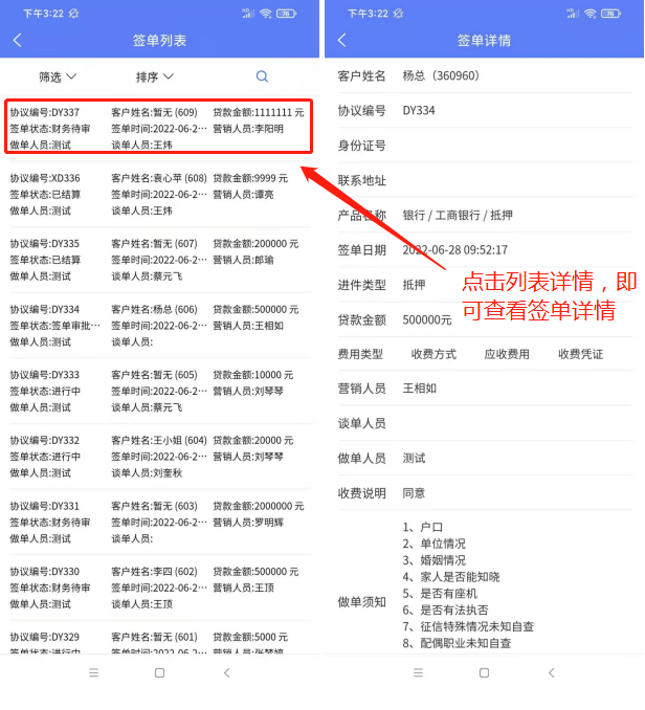 下午3:22
76
签单列表
筛选
排序
协议编号:DY337 客户姓名:暂无 (609) 贷款金额:1111111 元
签单状态:财务待审 签单时间:2022-06-2··· 营销人员:李阳明
做单人员:测试 谈单人员:王炜
协议编号:XD336 客户姓名:袁心苹 (608) 贷款金额:9999 元
签单状态:已结算 签单时间:2022-06-2··· 营销人员:谭亮
做单人员:测试 谈单人员:王炜
协议编号:DY335 客户姓名:暂无 (607) 贷款金额:200000 元
签单状态:已结算 签单时间:2022-06-2··· 营销人员:郎瑜
做单人员:测试 谈单人员:蔡元飞
协议编号:DY334 客户姓名:杨总 (606) 贷款金额:500000 元
签单状态:签单审批··· 签单时间:2022-06-2··· 营销人员:王相如
做单人员:测试 谈单人员:
协议编号:DY333 客户姓名:暂无 (605) 贷款金额:10000 元
签单状态:进行中 签单时间:2022-06-2··· 营销人员:刘琴琴
做单人员:测试 谈单人员:蔡元飞
协议编号:DY332 客户姓名:王小姐 (604) 贷款金额:20000 元
签单状态:进行中 签单时间:2022-06-2··· 营销人员:刘琴琴
做单人员:测试 谈单人员:刘奎秋
协议编号:DY331 客户姓名:暂无 (603) 贷款金额:2000000 元
签单状态:财务待审 签单时间:2022-06-2··· 营销人员:罗明辉
做单人员:测试 谈单人员:
协议编号:DY330 客户姓名:李四 (602) 贷款金额:500000 元
签单状态:财务待审 签单时间:2022-06-2··· 营销人员:王顶
做单人员:测试 谈单人员:王顶
协议编号:DY329 客户姓名:暂无 (601) 贷款金额:5000 元
签单状态:进行中 签单时间:2022-06-2··· 营销人员:张梦婷
下午3:22
76
签单详情
客户姓名 杨总（360960）
协议编号 DY334
身份证号
联系地址
产品名称 银行 / 工商银行 / 抵押
签单日期 2022-06-28 09:52:17
进件类型 抵押
贷款金额 500000元
费用类型 收费方式 应收费用 收费凭证
营销人员 王相如
谈单人员
做单人员 测试
收费说明 同意
做单须知
1、户口
2、单位情况
3、婚姻情况
4、家人是否能知晓
5、是否有座机
6、是否有法执否
7、征信特殊情况未知自查
8、配偶职业未知自查
点击列表详情，即
可查看签单详情